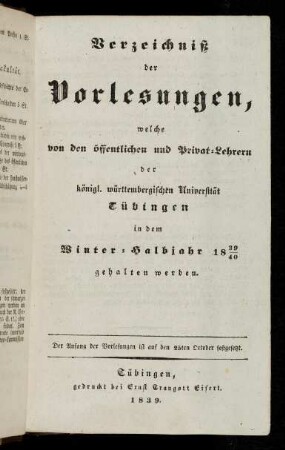 Verzeichniß
der
Vorlesungen,
welche
von den öffentlichen und Privat-Lehrern
der
königl. württembergischen Universität
Tübingen
in dem
Winter-Halbjahr 18 39/40
gehalten werden.
Der Anfang der Vorlesungen ist auf den 21ten October festgesetzt.
Tübingen,
gedruckt bei Ernst Traugott Eifert.
1839.